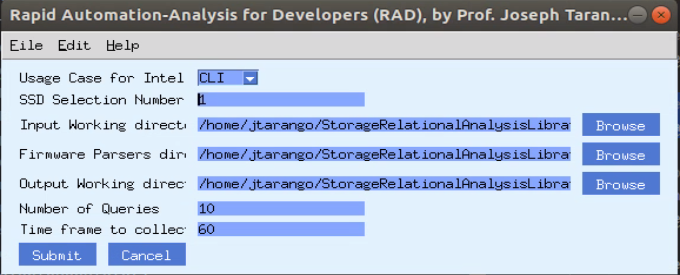 Rapid Automation-Analysis for Developers (RAD), by Prof. Joseph Taran...
File Edit Help
Usage Case for Intel CLI
SSD Selection Number 1
Input Working directo /home/jtarango/StorageRelationalAnalysisLibra Browse
Firmware Parsers dire /home/jtarango/StorageRelationalAnalysisLibra Browse
Output Working direct /home/jtarango/StorageRelationalAnalysisLibra Browse
Number of Queries 10
Time frame to collec 60
Submit Cancel